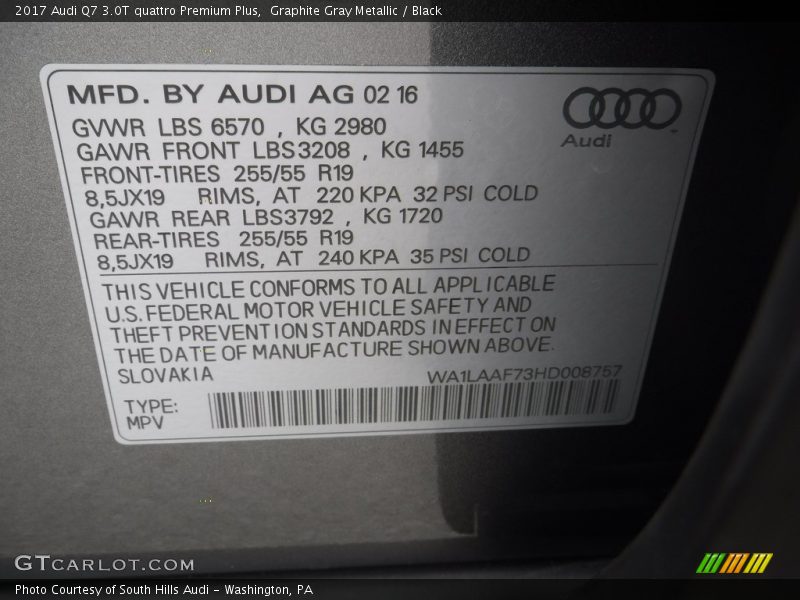 2017 Audi Q7 3.0T quattro Premium Plus,  Graphite Gray Metallic / Black
MFD. BY AUDI AG 02 16
Audi
GVWR LBS 6570 , KG 2980
GAWR FRONT LBS3208 , KG 1455
FRONT-TIRES 255/55 R19
8,5JX19 RIMS, AT 220 KPA 32 PSI COLD
GAWR REAR LBS3792 , KG 1720
REAR-TIRES 255/55 R19
8,5JX19 RIMS, AT 240 KPA 35 PSI COLD
THIS VEHICLE CONFORMS TO ALL APPLICABLE
U.S. FEDERAL MOTOR VEHICLE SAFETY AND
THEFT PREVENTION STANDARDS IN EFFECT ON
THE DATE OF MANUFACTURE SHOWN ABOVE.
SLOVAKIA WA1LAAF73HD008757
TYPE:
MPV
GTCARLOT.COM
Photo Courtesy of South Hills Audi - Washington, PA